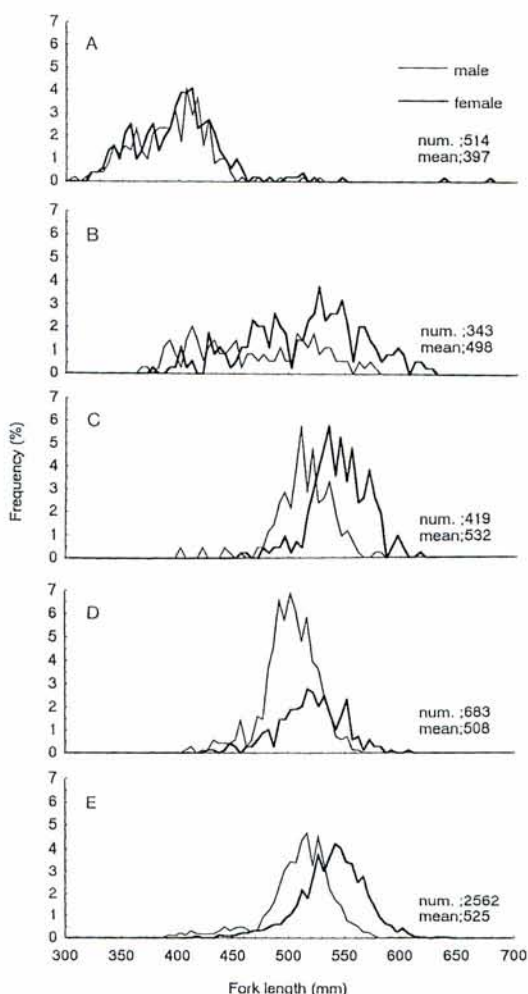 7
6
5
4
3
2
1
0
A
male
female
num. ;514
mean;397
7
6
5
4
3
2
1
0
B
num. ;343
mean;498
Frequency (%)
7
6
5
4
3
2
1
0
C
num. ;419
mean;532
7
6
5
4
3
2
1
0
D
num. ;683
mean;508
7
6
5
4
3
2
1
0
E
num. ;2562
mean;525
300 350 400 450 500 550 600 650 700
Fork length (mm)